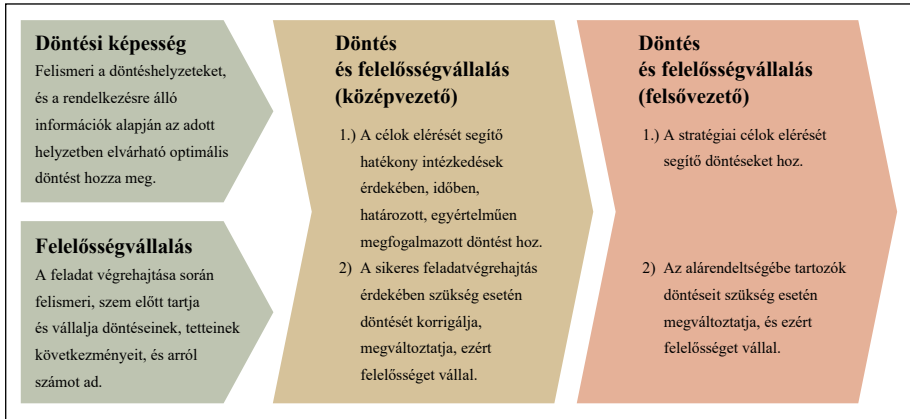 Döntési képesség
Felismeri a döntéshelyzeteket,
és a rendelkezésre álló
információk alapján az adott
helyzetben elvárható optimális
döntést hozza meg.
Felelősségvállalás
A feladat végrehajtása során
felismeri, szem előtt tartja
és vállalja döntéseinek, tetteinek
következményeit, és arról
számot ad.
Döntés
és felelősségvállalás
(középvezető)
1.) A célok elérését segítő
hatékony intézkedések
érdekében, időben,
határozott, egyértelműen
megfogalmazott döntést hoz.
2) A sikeres feladatvégrehajtás
érdekében szükség esetén
döntését korrigálja,
megváltoztatja, ezért
felelősséget vállal.
Döntés
és felelősségvállalás
(felsővezető)
1.) A stratégiai célok elérését
segítő döntéseket hoz.
2) Az alárendeltségébe tartozók
döntéseit szükség esetén
megváltoztatja, és ezért
felelősséget vállal.